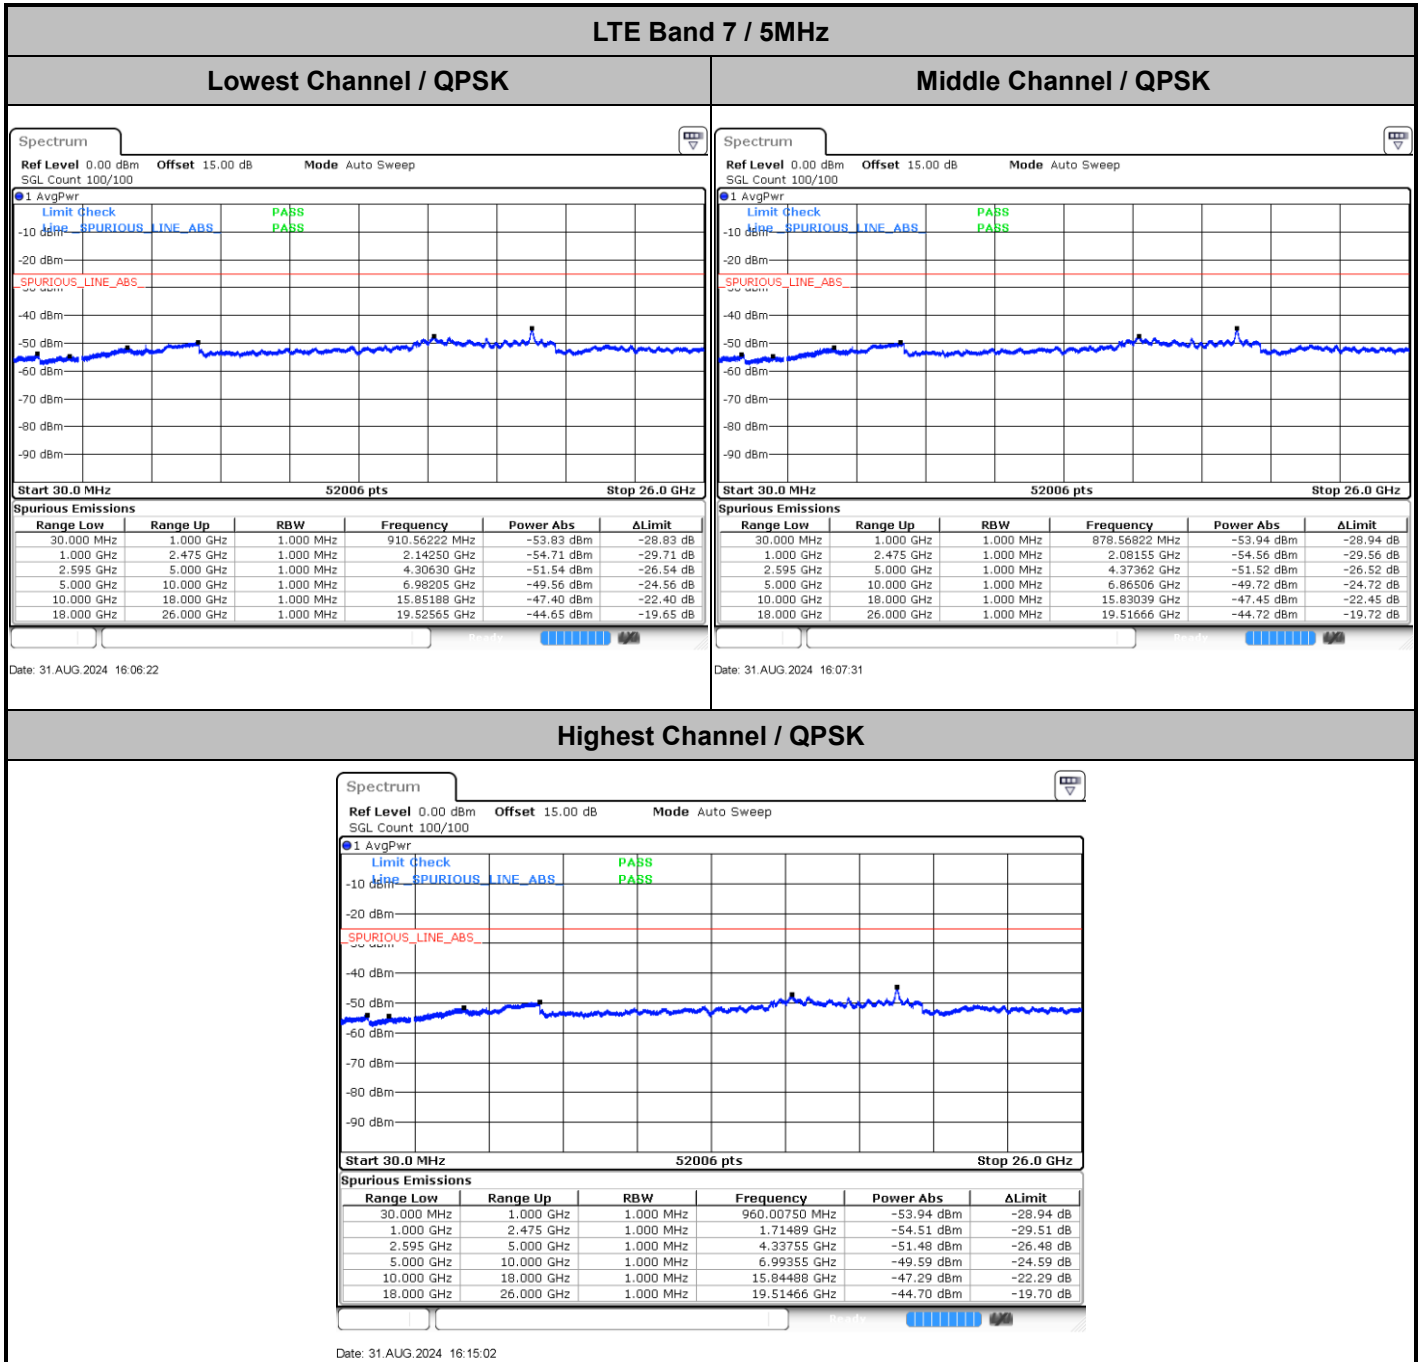 LTE Band 7 / 5MHz
Lowest Channel / QPSK
Middle Channel / QPSK
Spectrum
Ref Level 0.00 dBm Offset 15.00 dB Mode Auto Sweep
SGL Count 100/100
1 AvgPwr
Limit Check PASS
-10 dBm Line _SPURIOUS_LINE_ABS_ PASS
-20 dBm
_SPURIOUS_LINE_ABS_
-30 dBm
-40 dBm
-50 dBm
-60 dBm
-70 dBm
-80 dBm
-90 dBm
Start 30.0 MHz 52006 pts Stop 26.0 GHz
Spurious Emissions
Range Low Range Up RBW Frequency Power Abs ΔLimit
30.000 MHz 1.000 GHz 1.000 MHz 910.56222 MHz -53.83 dBm -28.83 dB
1.000 GHz 2.475 GHz 1.000 MHz 2.14250 GHz -54.71 dBm -29.71 dB
2.595 GHz 5.000 GHz 1.000 MHz 4.30630 GHz -51.54 dBm -26.54 dB
5.000 GHz 10.000 GHz 1.000 MHz 6.98205 GHz -49.56 dBm -24.56 dB
10.000 GHz 18.000 GHz 1.000 MHz 15.85188 GHz -47.40 dBm -22.40 dB
18.000 GHz 26.000 GHz 1.000 MHz 19.52565 GHz -44.65 dBm -19.65 dB
Ready
Date: 31.AUG.2024 16:06:22
Spectrum
Ref Level 0.00 dBm Offset 15.00 dB Mode Auto Sweep
SGL Count 100/100
1 AvgPwr
Limit Check PASS
-10 dBm Line _SPURIOUS_LINE_ABS_ PASS
-20 dBm
_SPURIOUS_LINE_ABS_
-30 dBm
-40 dBm
-50 dBm
-60 dBm
-70 dBm
-80 dBm
-90 dBm
Start 30.0 MHz 52006 pts Stop 26.0 GHz
Spurious Emissions
Range Low Range Up RBW Frequency Power Abs ΔLimit
30.000 MHz 1.000 GHz 1.000 MHz 878.56822 MHz -53.94 dBm -28.94 dB
1.000 GHz 2.475 GHz 1.000 MHz 2.08155 GHz -54.56 dBm -29.56 dB
2.595 GHz 5.000 GHz 1.000 MHz 4.37362 GHz -51.52 dBm -26.52 dB
5.000 GHz 10.000 GHz 1.000 MHz 6.86506 GHz -49.72 dBm -24.72 dB
10.000 GHz 18.000 GHz 1.000 MHz 15.83039 GHz -47.45 dBm -22.45 dB
18.000 GHz 26.000 GHz 1.000 MHz 19.51666 GHz -44.72 dBm -19.72 dB
Ready
Date: 31.AUG.2024 16:07:31
Highest Channel / QPSK
Spectrum
Ref Level 0.00 dBm Offset 15.00 dB Mode Auto Sweep
SGL Count 100/100
1 AvgPwr
Limit Check PASS
-10 dBm Line _SPURIOUS_LINE_ABS_ PASS
-20 dBm
_SPURIOUS_LINE_ABS_
-30 dBm
-40 dBm
-50 dBm
-60 dBm
-70 dBm
-80 dBm
-90 dBm
Start 30.0 MHz 52006 pts Stop 26.0 GHz
Spurious Emissions
Range Low Range Up RBW Frequency Power Abs ΔLimit
30.000 MHz 1.000 GHz 1.000 MHz 960.00750 MHz -53.94 dBm -28.94 dB
1.000 GHz 2.475 GHz 1.000 MHz 1.71489 GHz -54.51 dBm -29.51 dB
2.595 GHz 5.000 GHz 1.000 MHz 4.33755 GHz -51.48 dBm -26.48 dB
5.000 GHz 10.000 GHz 1.000 MHz 6.99355 GHz -49.59 dBm -24.59 dB
10.000 GHz 18.000 GHz 1.000 MHz 15.84488 GHz -47.29 dBm -22.29 dB
18.000 GHz 26.000 GHz 1.000 MHz 19.51466 GHz -44.70 dBm -19.70 dB
Ready
Date: 31.AUG.2024 16:15:02